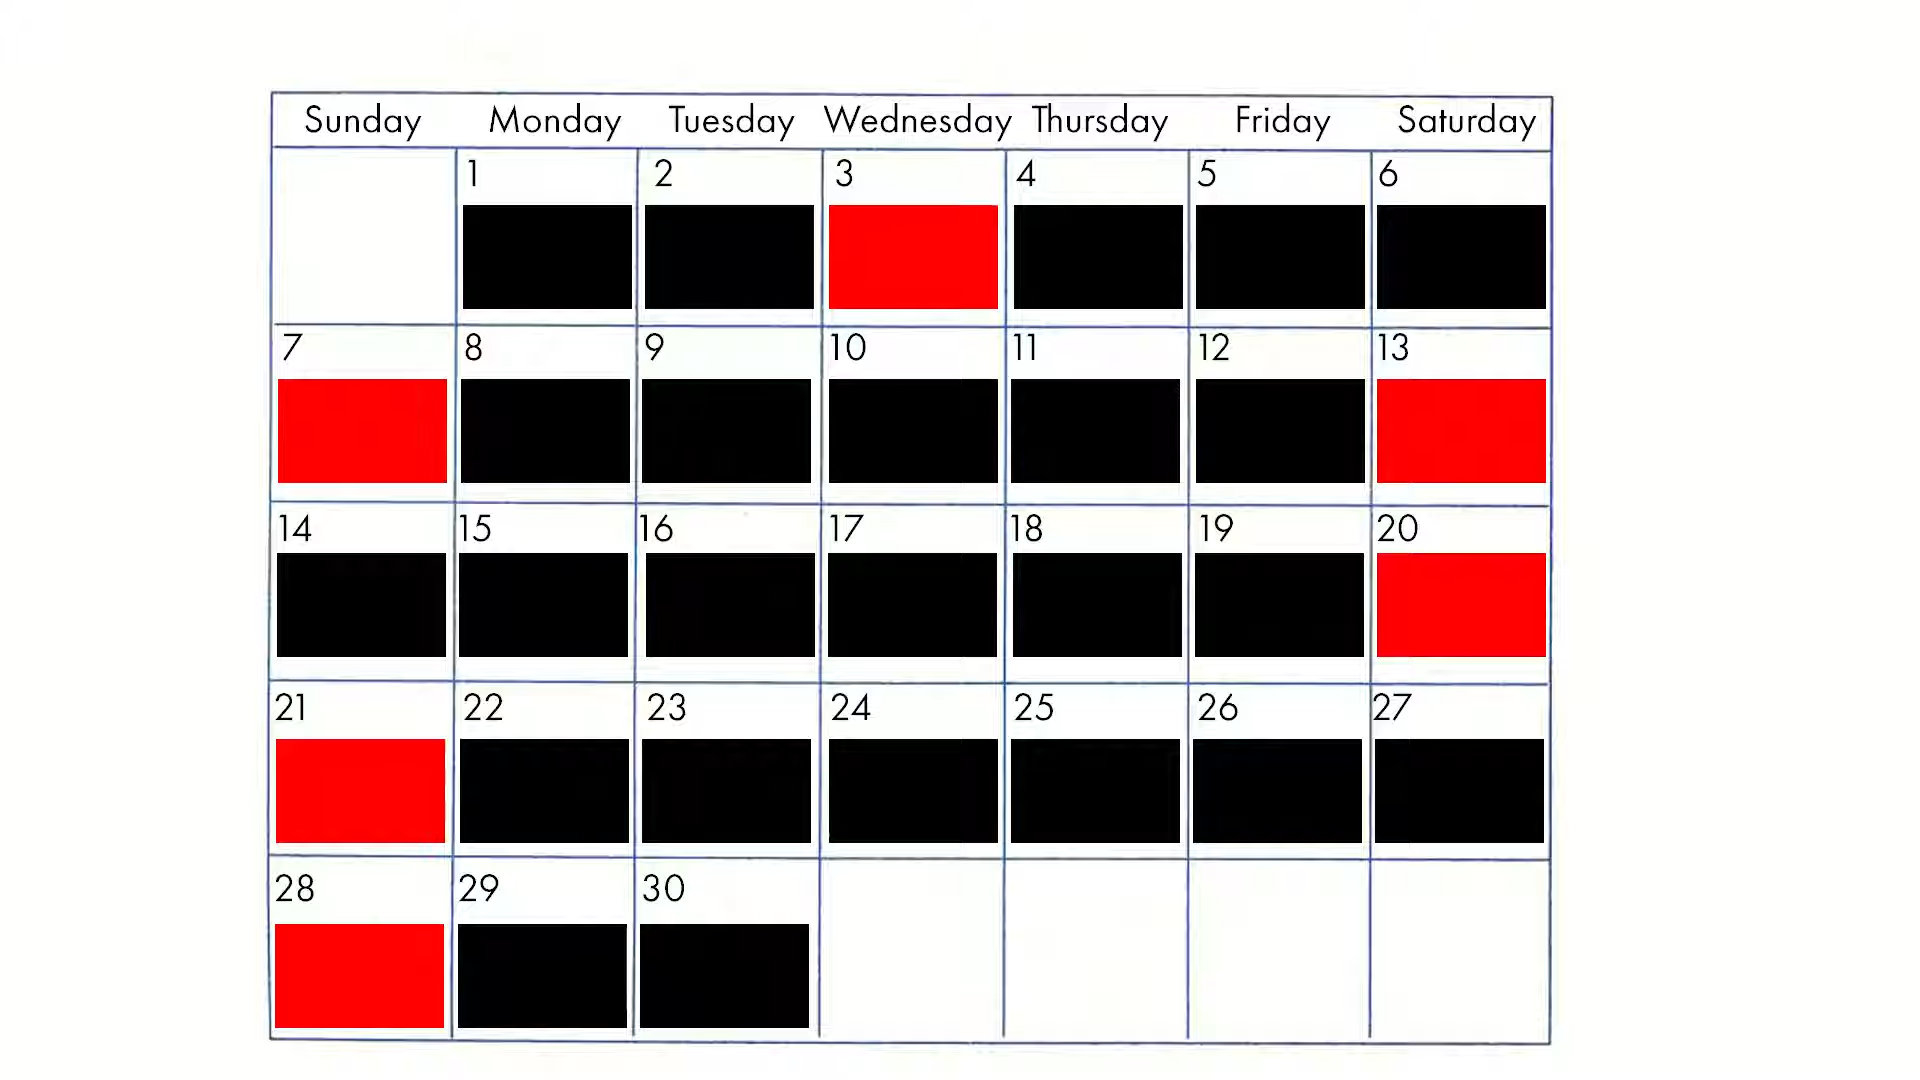 Sunday Monday Tuesday Wednesday Thursday Friday Saturday
1 2 3 4 5 6
7 8 9 10 11 12 13
14 15 16 17 18 19 20
21 22 23 24 25 26 27
28 29 30